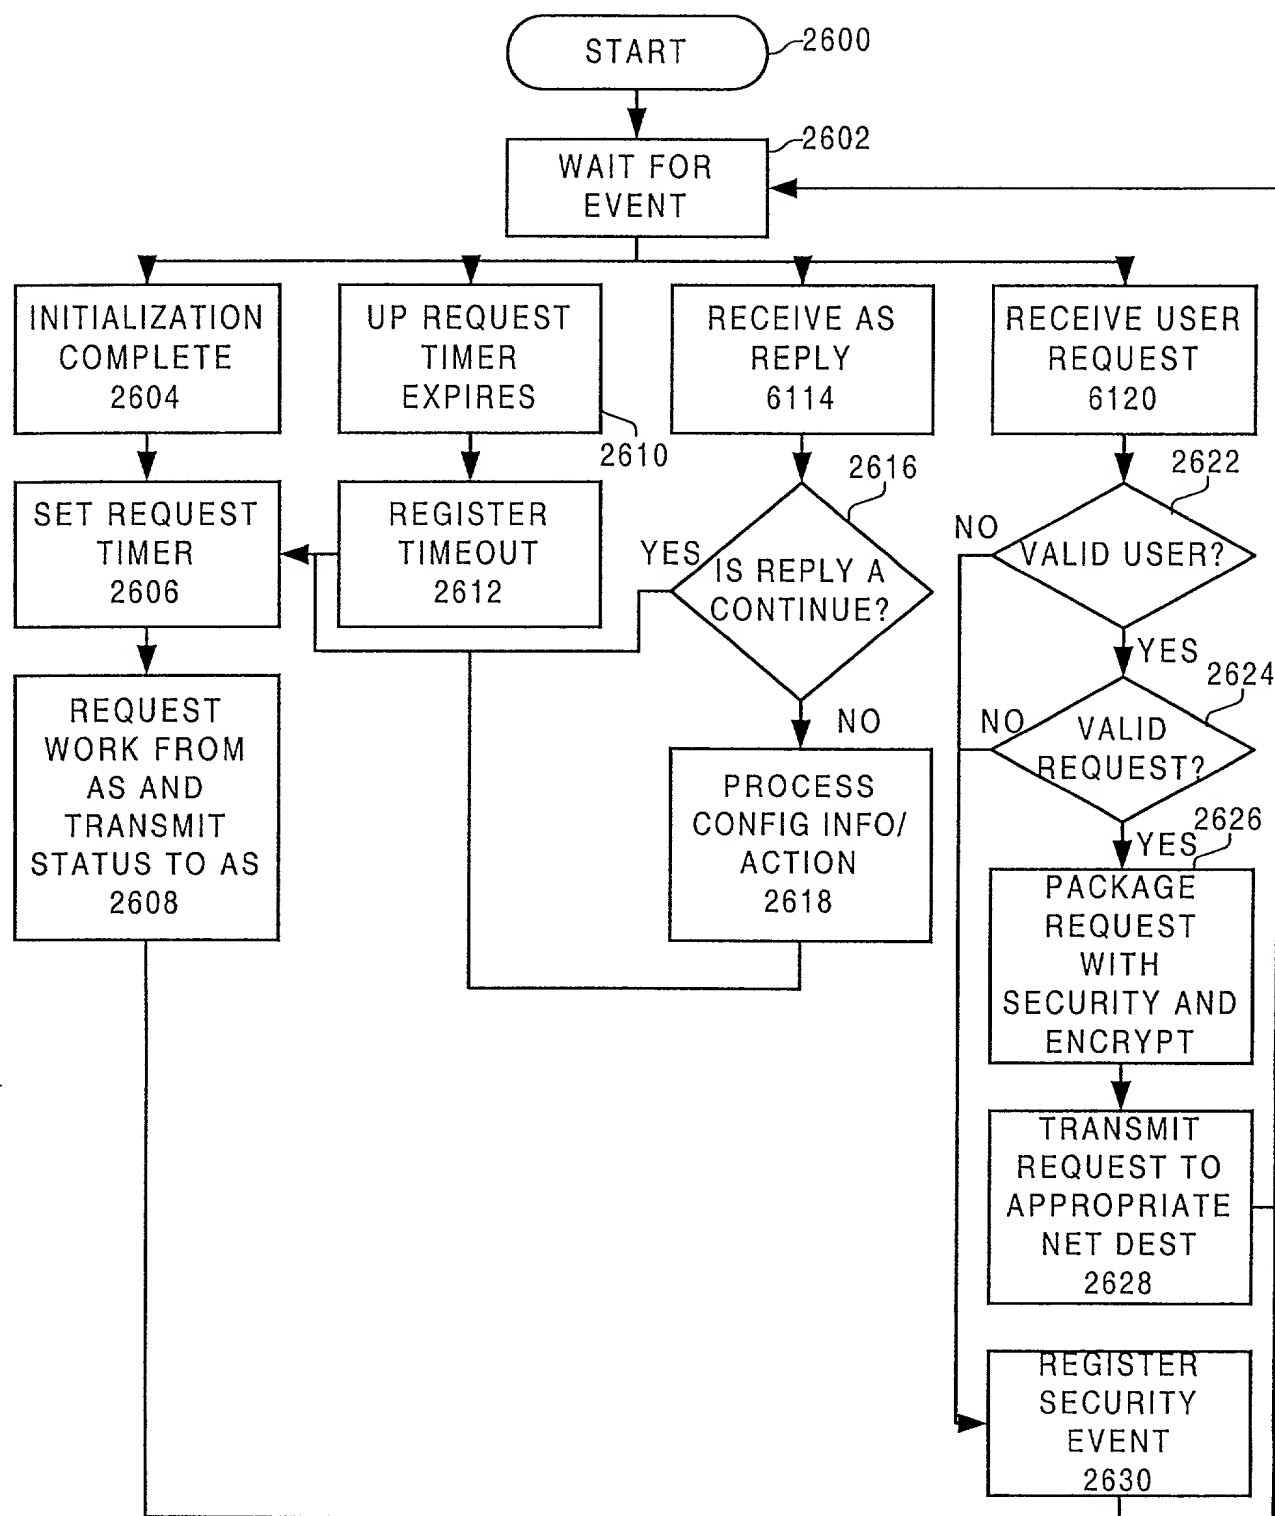 START
2600
WAIT FOR
EVENT
2602
INITIALIZATION
COMPLETE
2604
UP REQUEST
TIMER
EXPIRES
2610
RECEIVE AS
REPLY
6114
RECEIVE USER
REQUEST
6120
SET REQUEST
TIMER
2606
REGISTER
TIMEOUT
2612
2616
YES
IS REPLY A
CONTINUE?
NO
2622
NO
VALID USER?
YES
2624
NO
VALID
REQUEST?
YES
2626
REQUEST
WORK FROM
AS AND
TRANSMIT
STATUS TO AS
2608
PROCESS
CONFIG INFO/
ACTION
2618
PACKAGE
REQUEST
WITH
SECURITY AND
ENCRYPT
TRANSMIT
REQUEST TO
APPROPRIATE
NET DEST
2628
REGISTER
SECURITY
EVENT
2630